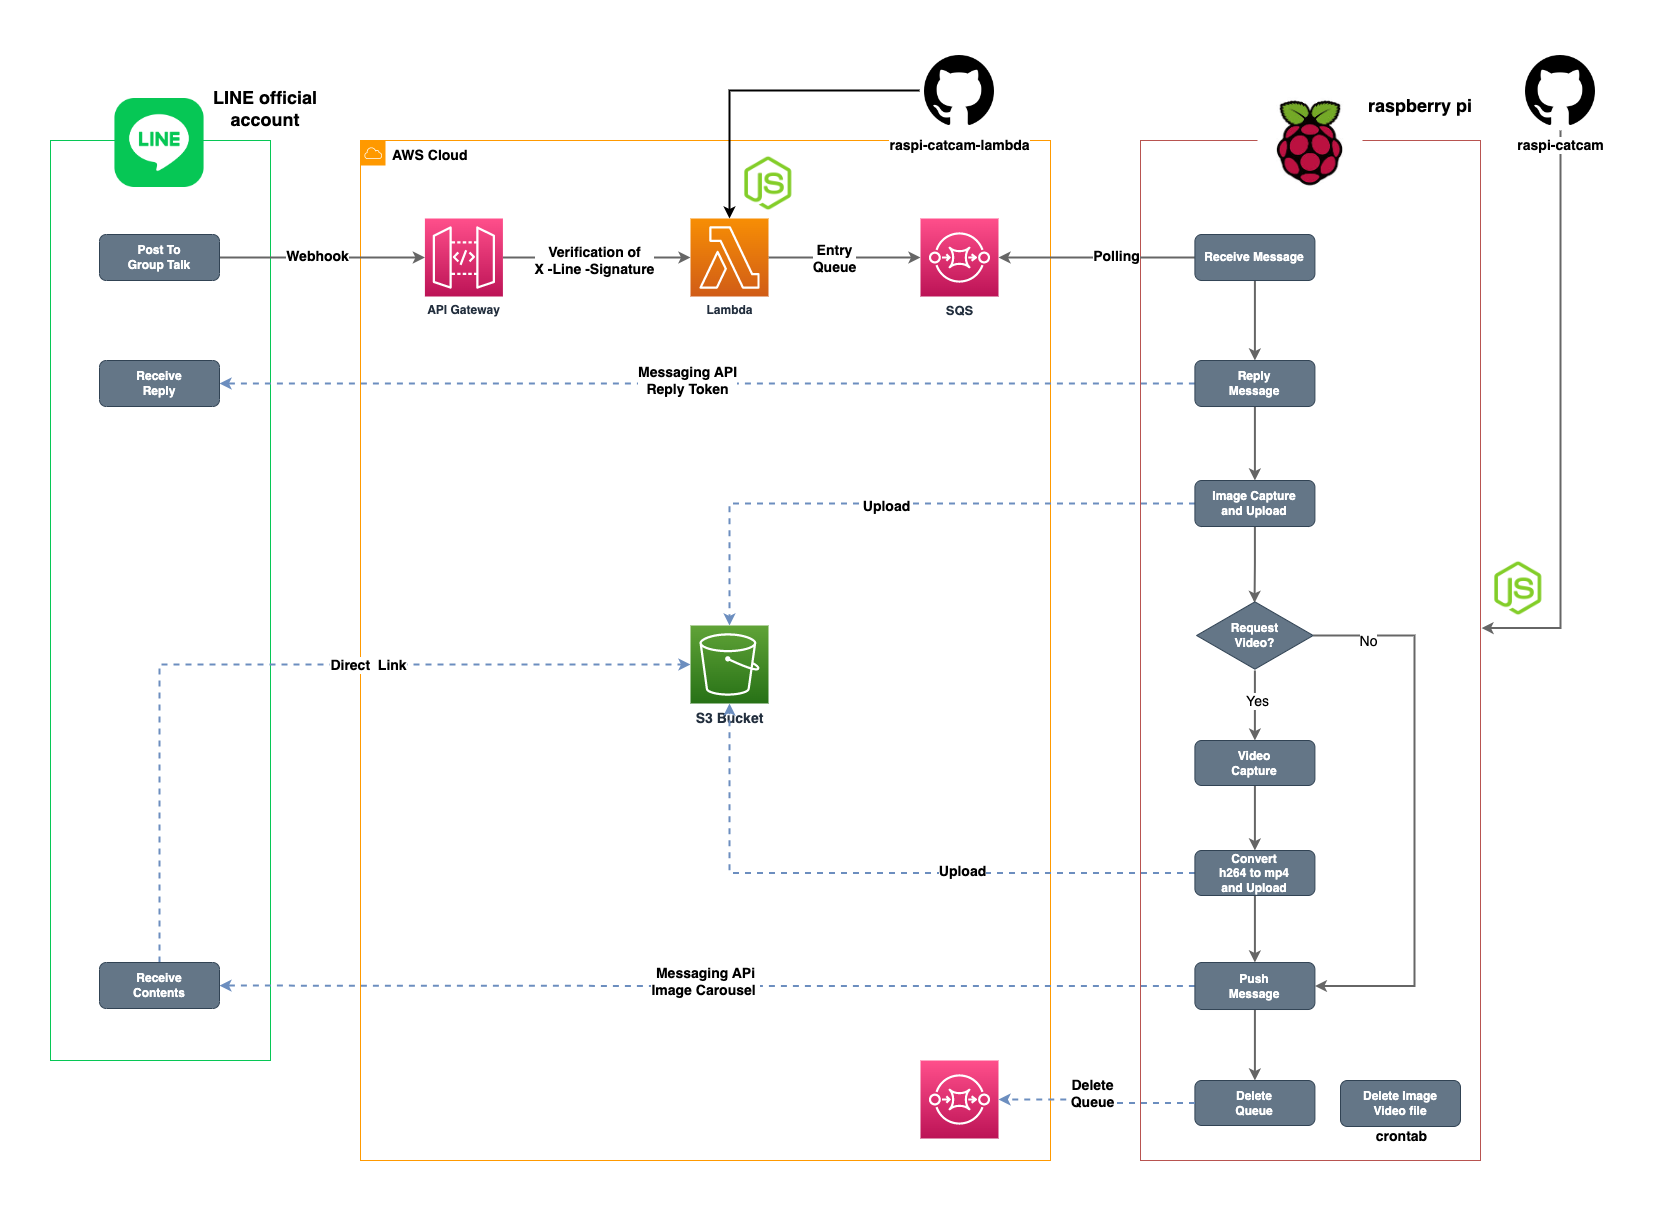 LINE official
account
LINE
raspberry pi
raspi-catcam-lambda
raspi-catcam
AWS Cloud
JS
Post To
Group Talk
Webhook
Verification of
X -Line -Signature
Entry
Queue
Polling
Receive Message
API Gateway
Lambda
SQS
Receive
Reply
Messaging API
Reply Token
Reply
Message
Upload
Image Capture
and Upload
JS
Request
Video?
No
Direct Link
Yes
S3 Bucket
Video
Capture
Upload
Convert
h264 to mp4
and Upload
Receive
Contents
Messaging APi
Image Carousel
Push
Message
Delete
Queue
Delete
Queue
Delete Image
Video file
crontab